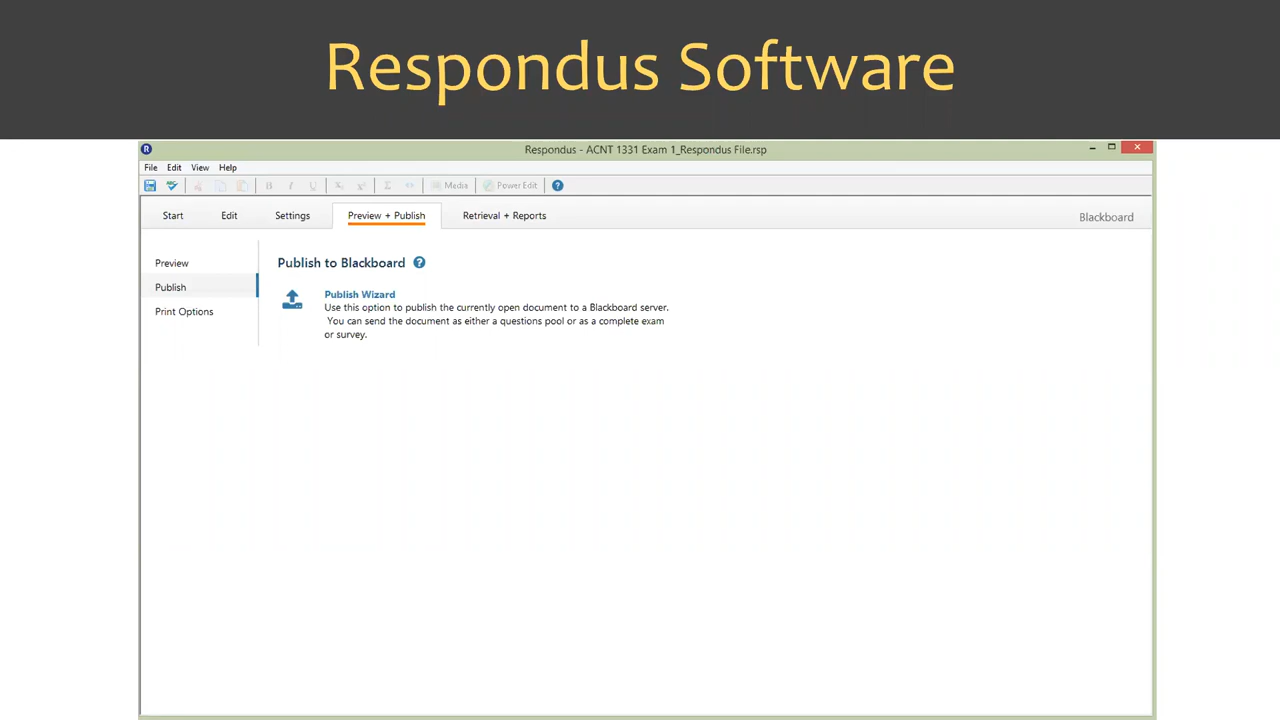 Respondus Software
R
Respondus - ACNT 1331 Exam 1_Respondus File.rsp
File Edit View Help
ABC B I U Media Power Edit ?
Start Edit Settings Preview + Publish Retrieval + Reports Blackboard
Preview
Publish
Print Options
Publish to Blackboard ?
Publish Wizard
Use this option to publish the currently open document to a Blackboard server.
You can send the document as either a questions pool or as a complete exam
or survey.